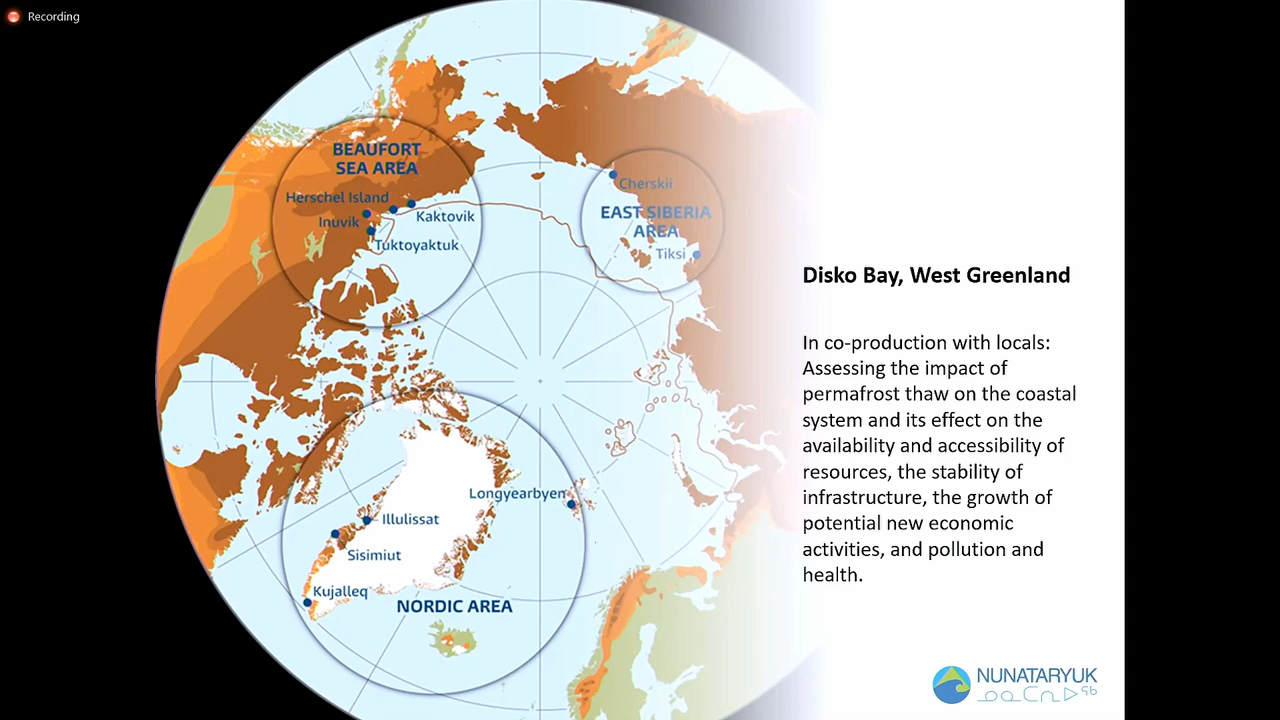 Recording
BEAUFORT
SEA AREA
Herschel Island
Kaktovik
Inuvik
Tuktoyaktuk
Cherskii
EAST SIBERIA
AREA
Tiksi
Longyearbyen
Illulissat
Sisimiut
Kujalleq
NORDIC AREA
Disko Bay, West Greenland
In co-production with locals:
Assessing the impact of
permafrost thaw on the coastal
system and its effect on the
availability and accessibility of
resources, the stability of
infrastructure, the growth of
potential new economic
activities, and pollution and
health.
NUNATARYUK
ᓄᓇᑕᕆᐅᖅ